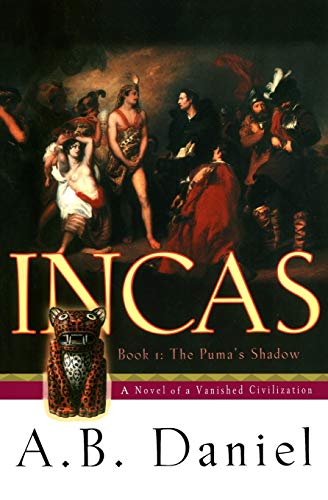 INCAS
Book 1: The Puma's Shadow
A Novel of a Vanished Civilization
A.B. Daniel